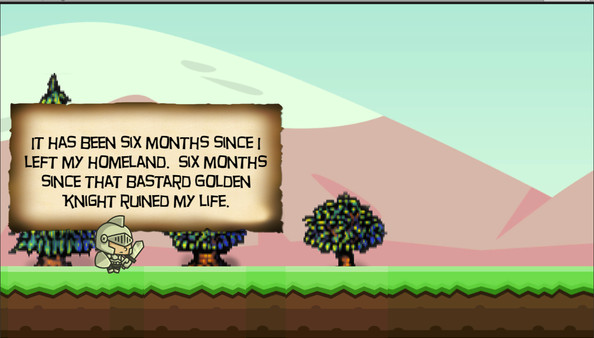 IT HAS BEEN SIX MONTHS SINCE I
LEFT MY HOMELAND. SIX MONTHS
SINCE THAT BASTARD GOLDEN
KNIGHT RUINED MY LIFE.